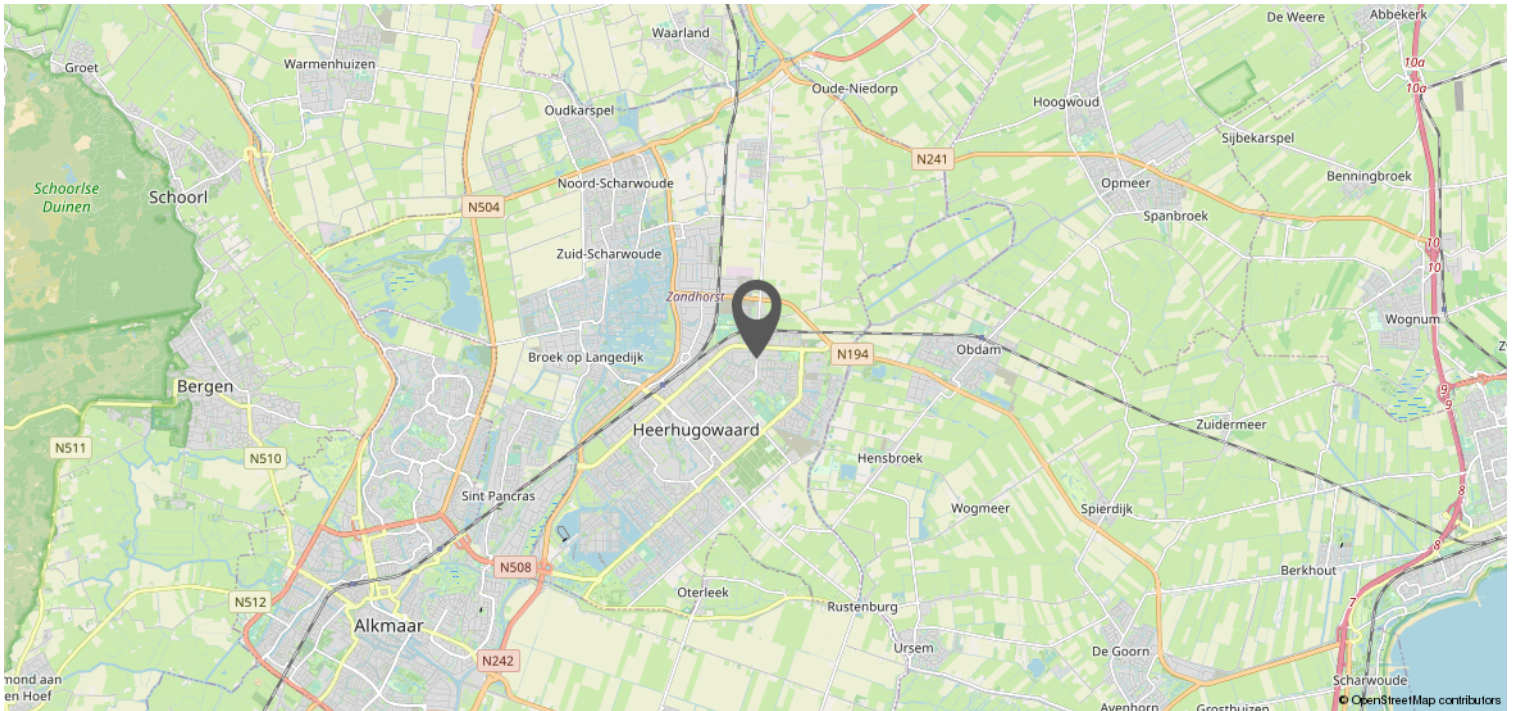 De Weere
Abbekerk
Waarland
Groet
Warmenhuizen
10a
10a
Oude-Niedorp
Hoogwoud
Oudkarspel
Sijbekarspel
N241
Benningbroek
Noord-Scharwoude
Opmeer
Schoorlse
Duinen
Schoorl
N504
Spanbroek
10
10
Zuid-Scharwoude
Zandhorst
Wognum
Broek op Langedijk
N194
Obdam
Bergen
9
9
Zuidermeer
Heerhugowaard
N511
N510
Hensbroek
Sint Pancras
8
Wogmeer
Spierdijk
8
N508
Berkhout
Oterleek
N512
Rustenburg
7
Alkmaar
Ursem
De Goorn
N242
mond aan
en Hoef
Scharwoude
Avenhorn
Grosthuizen
© OpenStreetMap contributors